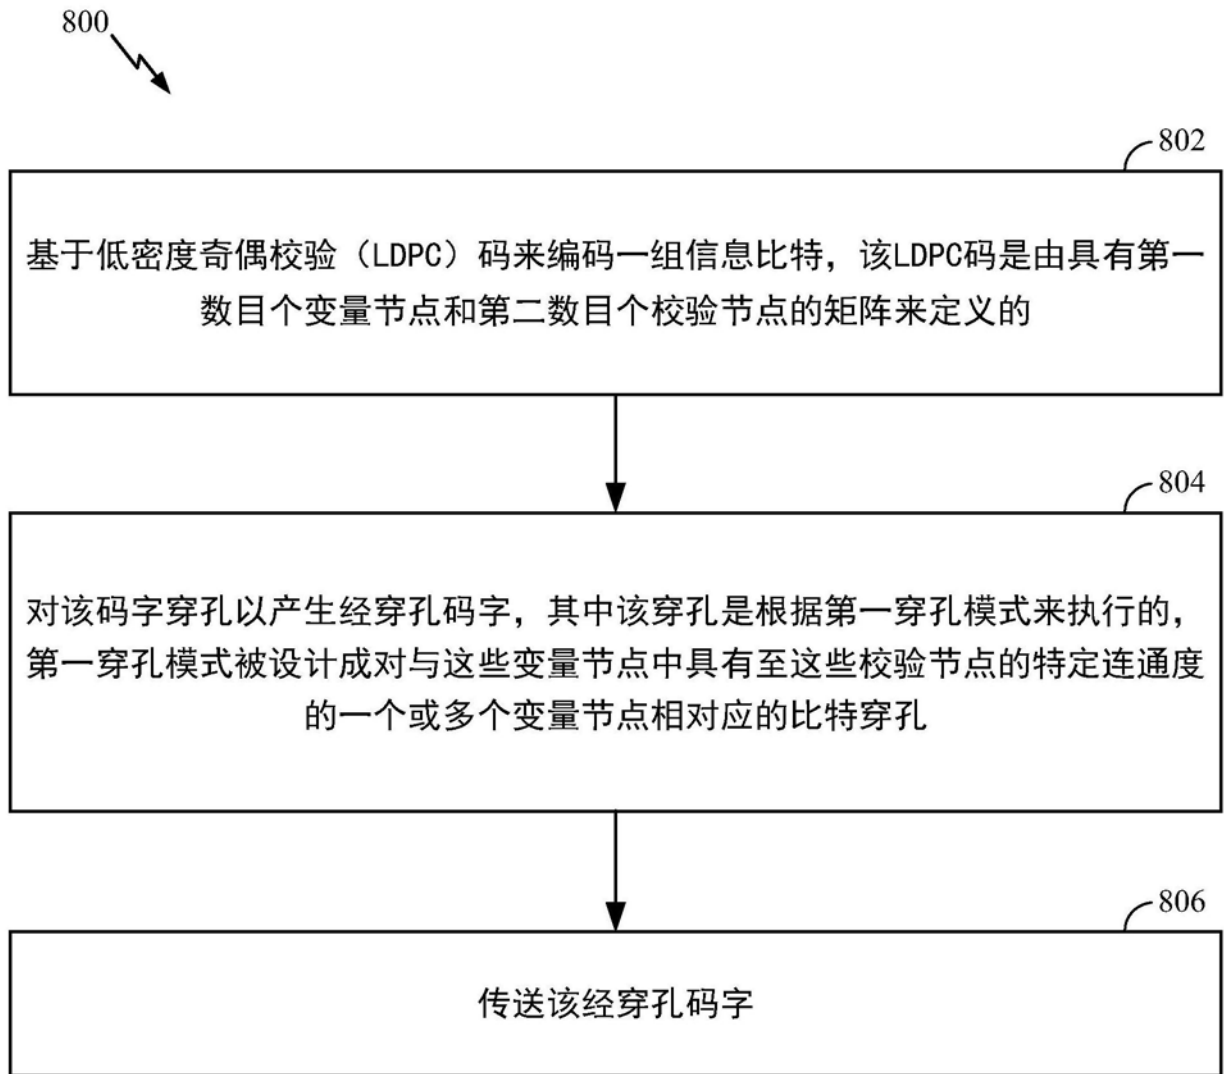 800
802
基于低密度奇偶校验（LDPC）码来编码一组信息比特，该LDPC码是由具有第一
数目个变量节点和第二数目个校验节点的矩阵来定义的
804
对该码字穿孔以产生经穿孔码字，其中该穿孔是根据第一穿孔模式来执行的，
第一穿孔模式被设计成对与这些变量节点中具有至这些校验节点的特定连通度
的一个或多个变量节点相对应的比特穿孔
806
传送该经穿孔码字